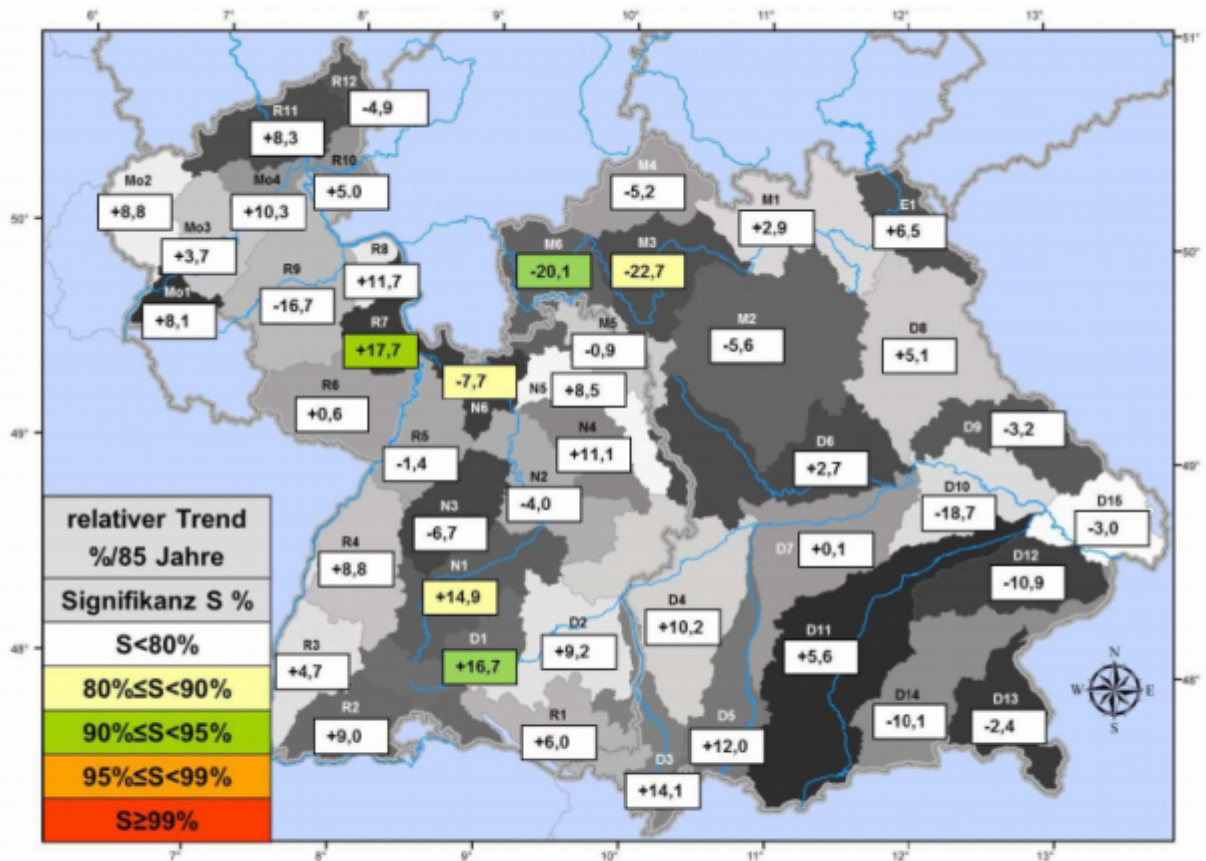 6° 7° 8° 9° 10° 11° 12° 13°
51°
R12
-4,9
R11
+8,3
R10
+5.0
Mo2
+8,8
Mo4
+10,3
Mo3
+3,7
Mo1
+8,1
R9
-16,7
R8
+11,7
R7
+17,7
R6
+0,6
R5
-1,4
M4
-5,2
M1
+2,9
E1
+6,5
M6
-20,1
M3
-22,7
M5
-0,9
M2
-5,6
D8
+5,1
-7,7
N6
N5
+8,5
N4
+11,1
N2
-4,0
N3
-6,7
N1
+14,9
D6
+2,7
D9
-3,2
D10
-18,7
D15
-3,0
D7
+0,1
D12
-10,9
R4
+8,8
R3
+4,7
R2
+9,0
D1
+16,7
D2
+9,2
R1
+6,0
D4
+10,2
D3
+14,1
D5
+12,0
D11
+5,6
D14
-10,1
D13
-2,4
50°
50°
49°
49°
48°
48°
N
W E
S
relativer Trend
%/85 Jahre
Signifikanz S %
S<80%
80%≤S<90%
90%≤S<95%
95%≤S<99%
S≥99%
7° 8° 9° 10° 11° 12° 13°